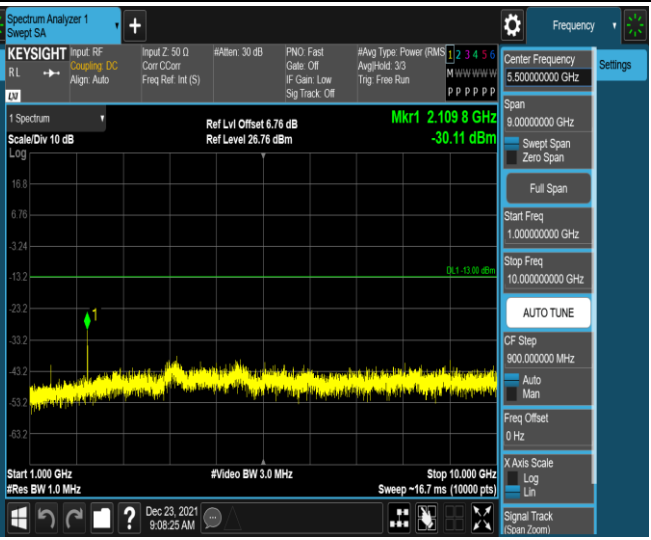 Spectrum Analyzer 1
Swept SA
+
Frequency
KEYSIGHT
RL
LXI
Input: RF
Coupling: DC
Align: Auto
Input Z: 50 Ω
Corr CCorr
Freq Ref: Int (S)
#Atten: 30 dB
PNO: Fast
Gate: Off
IF Gain: Low
Sig Track: Off
#Avg Type: Power (RMS
Avg|Hold: 3/3
Trig: Free Run
1 2 3 4 5 6
M W W W W W
P P P P P P
1 Spectrum
Scale/Div 10 dB
Log
Ref Lvl Offset 6.76 dB
Ref Level 26.76 dBm
Mkr1 2.109 8 GHz
-30.11 dBm
16.8
6.76
-3.24
-13.2
-23.2
-33.2
-43.2
-53.2
-63.2
DL1 -13.00 dBm
1
Start 1.000 GHz
#Res BW 1.0 MHz
#Video BW 3.0 MHz
Stop 10.000 GHz
Sweep ~16.7 ms (10000 pts)
Center Frequency
5.500000000 GHz
Settings
Span
9.00000000 GHz
Swept Span
Zero Span
Full Span
Start Freq
1.000000000 GHz
Stop Freq
10.000000000 GHz
AUTO TUNE
CF Step
900.000000 MHz
Auto
Man
Freq Offset
0 Hz
X Axis Scale
Log
Lin
Signal Track
(Span Zoom)
?
Dec 23, 2021
9:08:25 AM